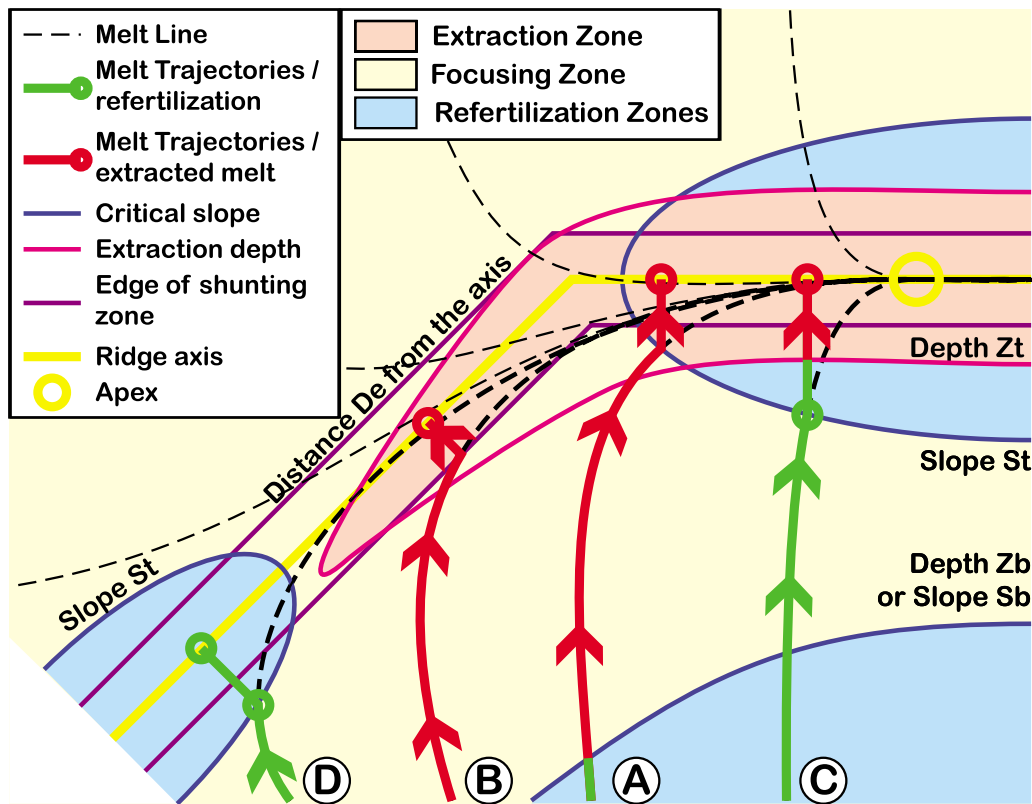 Melt Line
Melt Trajectories /
refertilization
Melt Trajectories /
extracted melt
Critical slope
Extraction depth
Edge of shunting
zone
Ridge axis
Apex
Extraction Zone
Focusing Zone
Refertilization Zones
Distance De from the axis
Depth Zt
Slope St
Slope St
Depth Zb
or Slope Sb
D
B
A
C